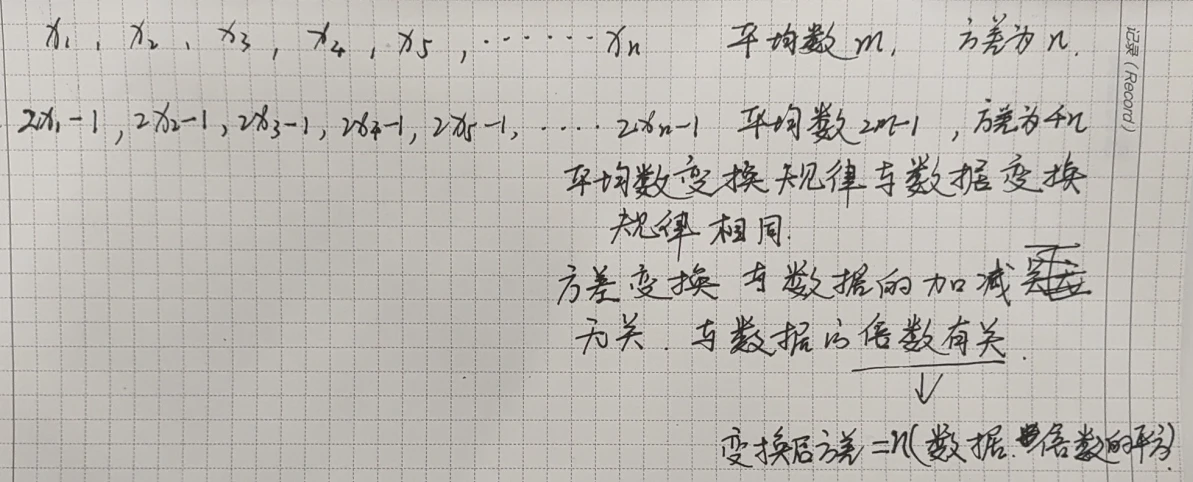 x₁, x₂, x₃, x₄, x₅, ······ xₙ 平均数m, 方差为n.
2x₁-1, 2x₂-1, 2x₃-1, 2x₄-1, 2x₅-1, ····· 2xₙ-1 平均数2m-1, 方差为4n
平均数变换规律与数据变换
规律相同.
方差变换与数据的加减
无关. 与数据的倍数有关.
↓
变换后方差=n(数据倍数的平方)
记录(Record)